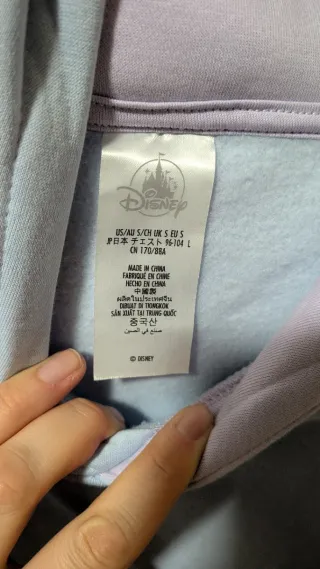 Disney
US/AU S/CH UK S EU S
JP日本 チェスト 96-104 L
CN 170/88A
MADE IN CHINA
FABRIQUÉ EN CHINE
HECHO EN CHINA
中國製
ผลิตในประเทศจีน
DIBUAT DI TIONGKOK
SẢN XUẤT TẠI TRUNG QUỐC
중국산
صنع في الصين
© DISNEY